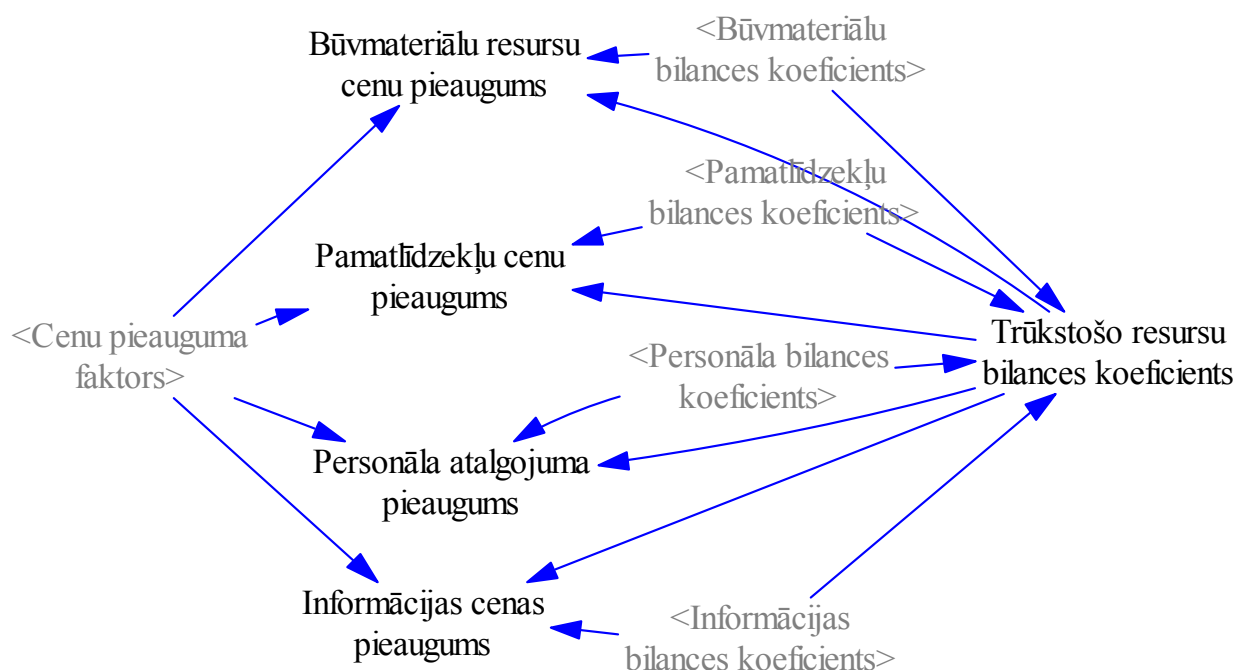 Būvmateriālu resursu
cenu pieaugums
<Būvmateriālu
bilances koeficients>
<Pamatlīdzekļu
bilances koeficients>
Pamatlīdzekļu cenu
pieaugums
<Cenu pieauguma
faktors>
Trūkstošo resursu
bilances koeficients
<Personāla bilances
koeficients>
Personāla atalgojuma
pieaugums
Informācijas cenas
pieaugums
<Informācijas
bilances koeficients>